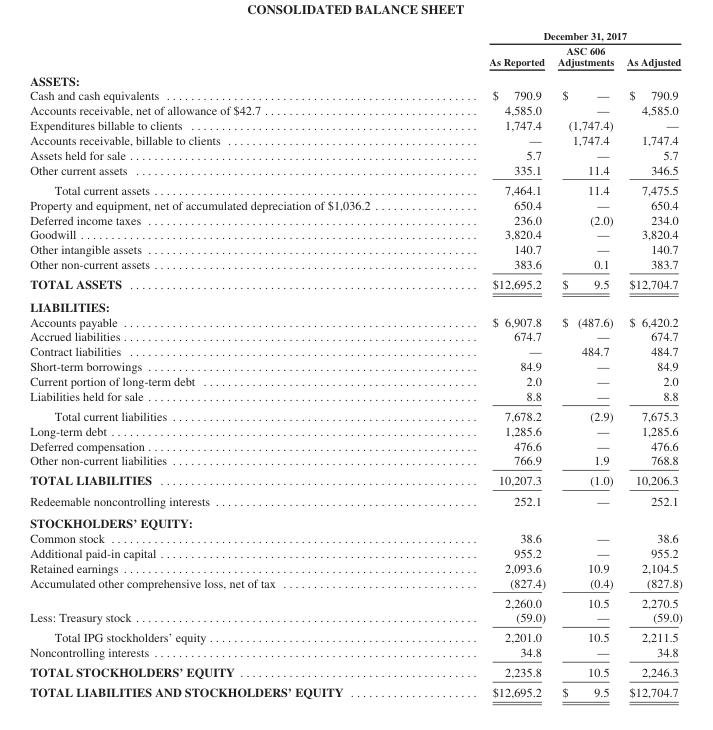 CONSOLIDATED BALANCE SHEET
December 31, 2017
ASC 606
As Reported Adjustments As Adjusted
ASSETS:
Cash and cash equivalents $ 790.9 $ — $ 790.9
Accounts receivable, net of allowance of $42.7 4,585.0 — 4,585.0
Expenditures billable to clients 1,747.4 (1,747.4) —
Accounts receivable, billable to clients — 1,747.4 1,747.4
Assets held for sale 5.7 — 5.7
Other current assets 335.1 11.4 346.5
Total current assets 7,464.1 11.4 7,475.5
Property and equipment, net of accumulated depreciation of $1,036.2 650.4 — 650.4
Deferred income taxes 236.0 (2.0) 234.0
Goodwill 3,820.4 — 3,820.4
Other intangible assets 140.7 — 140.7
Other non-current assets 383.6 0.1 383.7
TOTAL ASSETS $12,695.2 $ 9.5 $12,704.7
LIABILITIES:
Accounts payable $ 6,907.8 $ (487.6) $ 6,420.2
Accrued liabilities 674.7 — 674.7
Contract liabilities — 484.7 484.7
Short-term borrowings 84.9 — 84.9
Current portion of long-term debt 2.0 — 2.0
Liabilities held for sale 8.8 — 8.8
Total current liabilities 7,678.2 (2.9) 7,675.3
Long-term debt 1,285.6 — 1,285.6
Deferred compensation 476.6 — 476.6
Other non-current liabilities 766.9 1.9 768.8
TOTAL LIABILITIES 10,207.3 (1.0) 10,206.3
Redeemable noncontrolling interests 252.1 — 252.1
STOCKHOLDERS' EQUITY:
Common stock 38.6 — 38.6
Additional paid-in capital 955.2 — 955.2
Retained earnings 2,093.6 10.9 2,104.5
Accumulated other comprehensive loss, net of tax (827.4) (0.4) (827.8)
2,260.0 10.5 2,270.5
Less: Treasury stock (59.0) — (59.0)
Total IPG stockholders' equity 2,201.0 10.5 2,211.5
Noncontrolling interests 34.8 — 34.8
TOTAL STOCKHOLDERS' EQUITY 2,235.8 10.5 2,246.3
TOTAL LIABILITIES AND STOCKHOLDERS' EQUITY $12,695.2 $ 9.5 $12,704.7